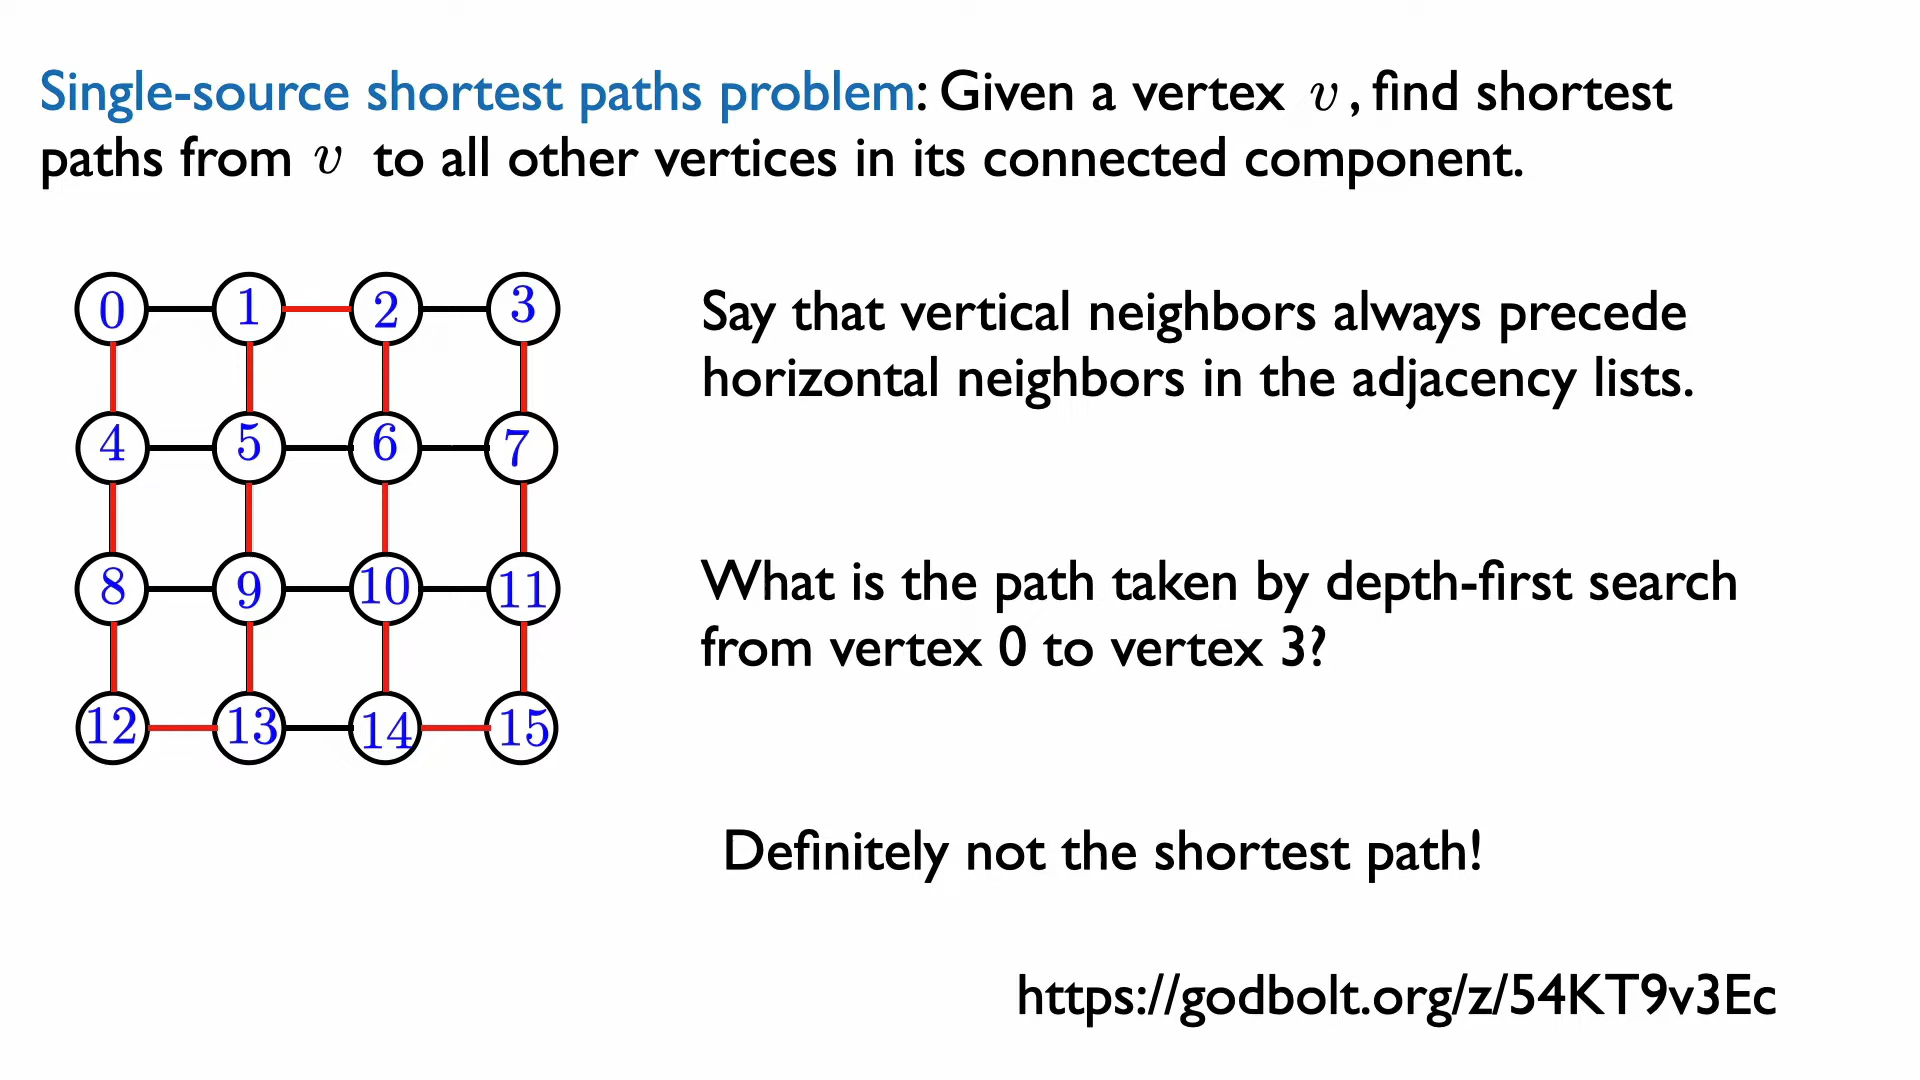 Single-source shortest paths problem: Given a vertex v, find shortest
paths from v to all other vertices in its connected component.
0 1 2 3
Say that vertical neighbors always precede
horizontal neighbors in the adjacency lists.
4 5 6 7
8 9 10 11
What is the path taken by depth-first search
from vertex 0 to vertex 3?
12 13 14 15
Definitely not the shortest path!
https://godbolt.org/z/54KT9v3Ec